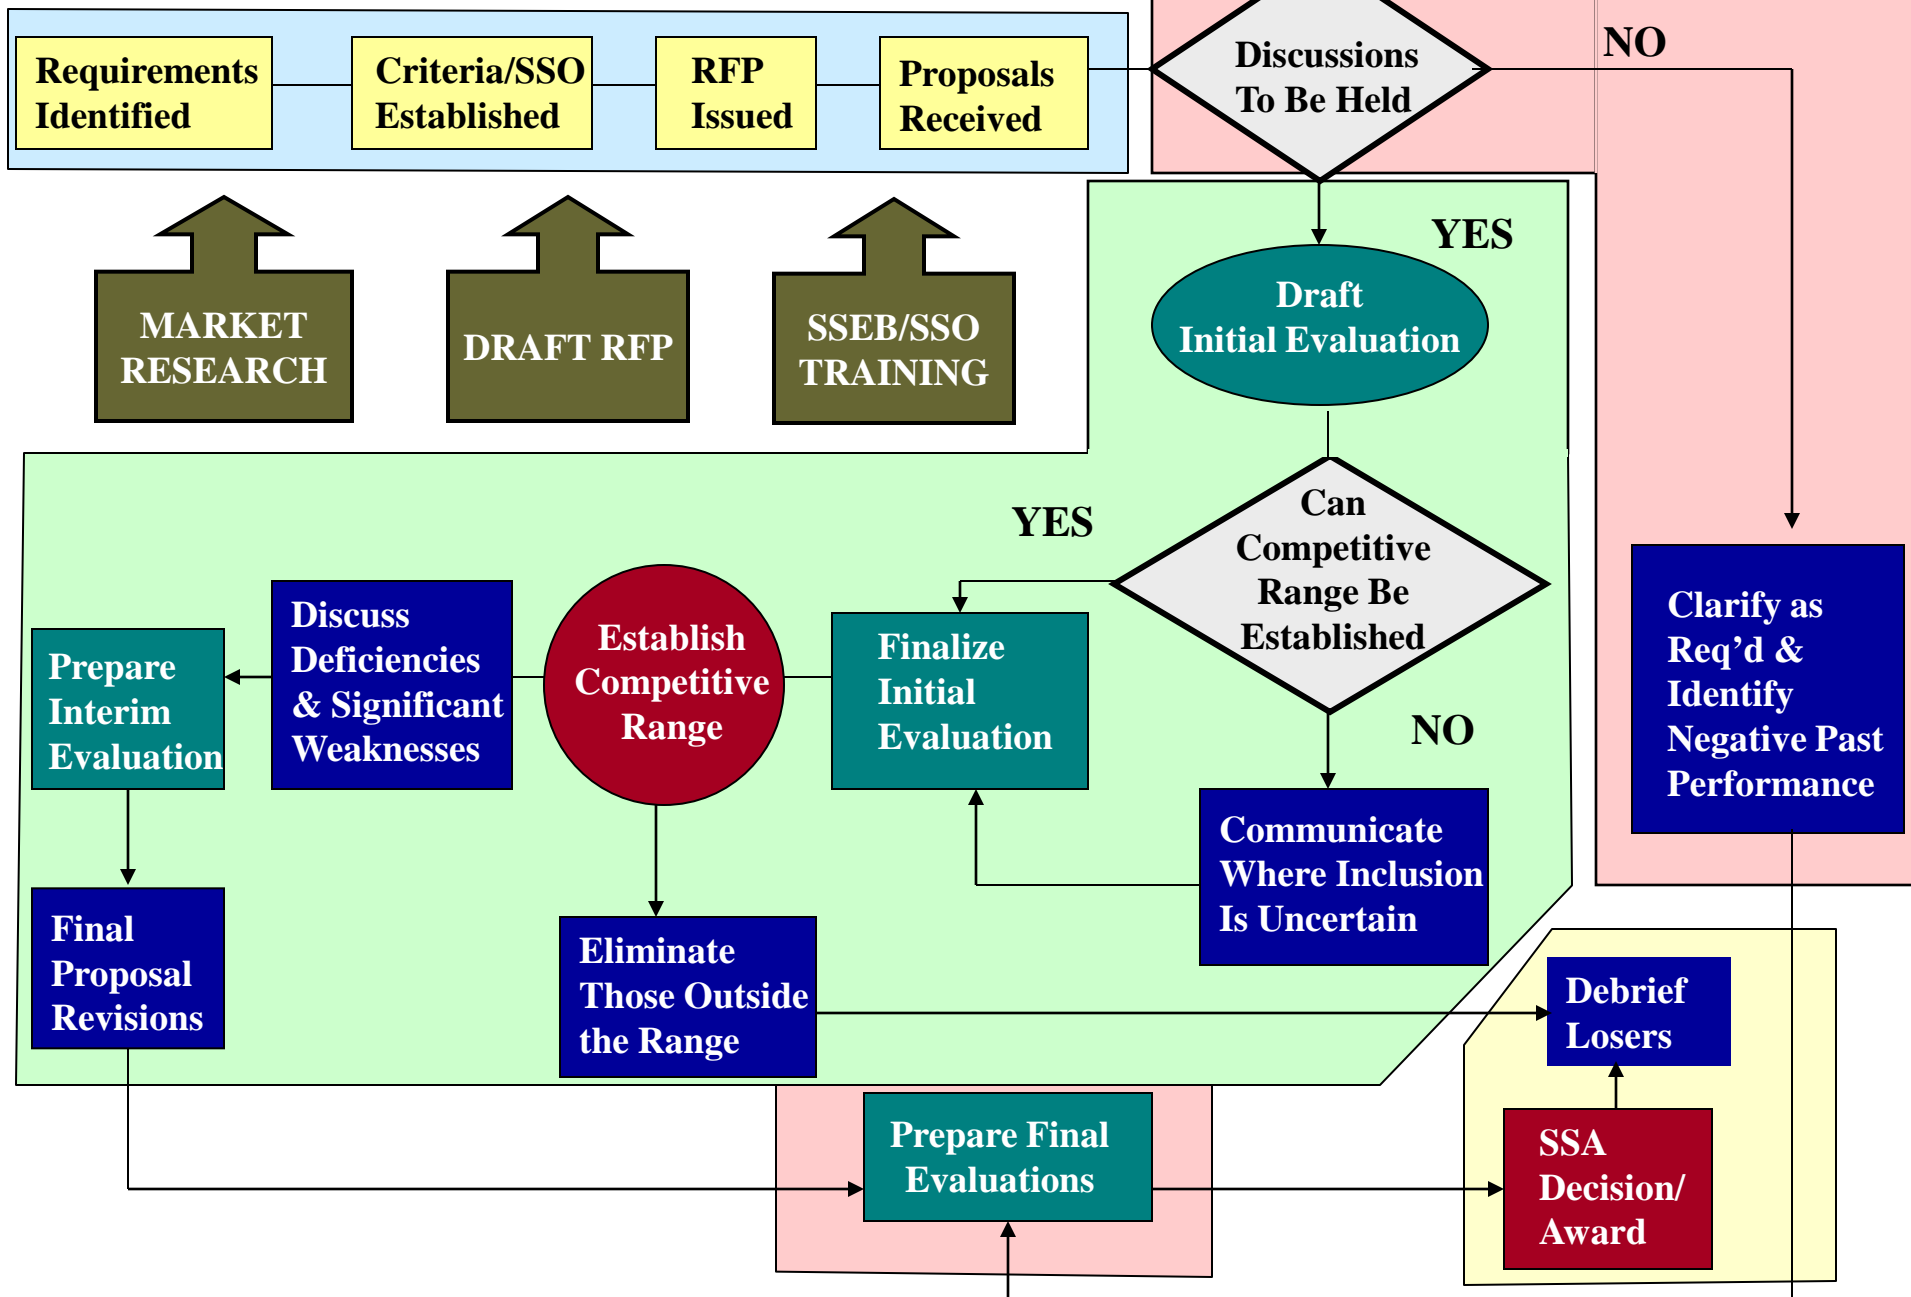 Requirements
Identified
Criteria/SSO
Established
RFP
Issued
Proposals
Received
Discussions
To Be Held
NO
MARKET
RESEARCH
DRAFT RFP
SSEB/SSO
TRAINING
YES
Draft
Initial Evaluation
Can
Competitive
Range Be
Established
YES
NO
Clarify as
Req’d &
Identify
Negative Past
Performance
Finalize
Initial
Evaluation
Establish
Competitive
Range
Discuss
Deficiencies
& Significant
Weaknesses
Prepare
Interim
Evaluation
Communicate
Where Inclusion
Is Uncertain
Final
Proposal
Revisions
Eliminate
Those Outside
the Range
Debrief
Losers
Prepare Final
Evaluations
SSA
Decision/
Award